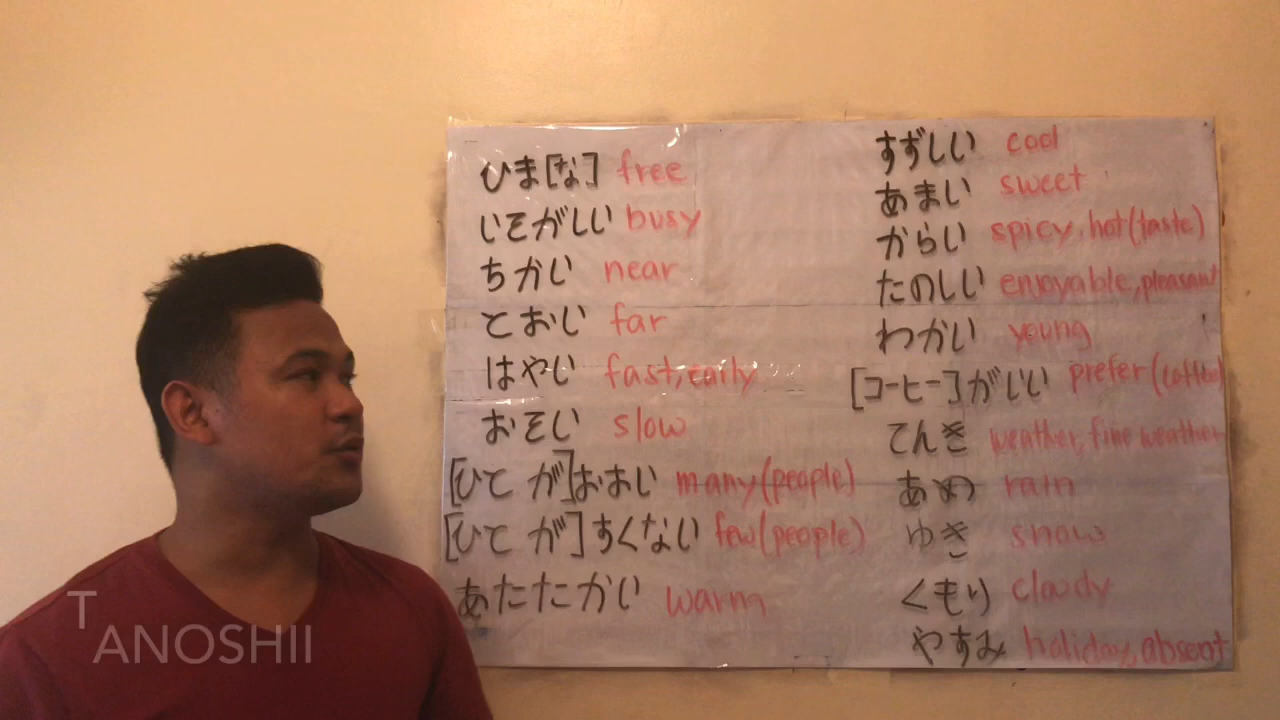 ひま[な] free
いそがしい busy
ちかい near
とおい far
はやい fast, early
おそい slow
[ひと が]おおい many(people)
[ひと が]すくない few(people)
あたたかい warm
すずしい cool
あまい sweet
からい spicy, hot(taste)
たのしい enjoyable, pleasant
わかい young
[コーヒー]がいい prefer(coffee)
てんき weather, fine weather
あめ rain
ゆき snow
くもり cloudy
やすみ holiday, absent
TANOSHII